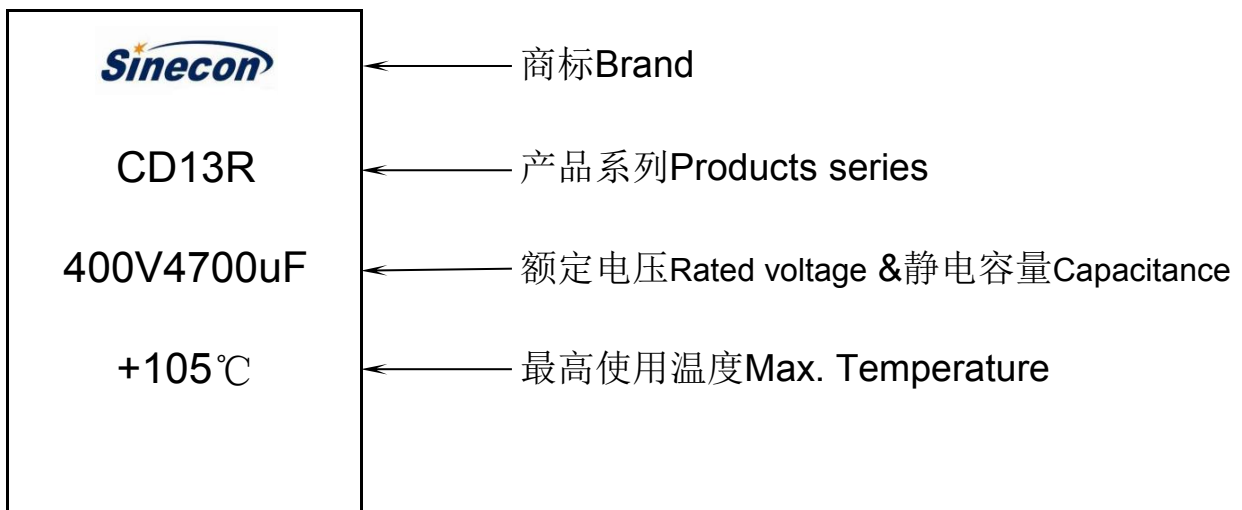 Sinecon 商标Brand
CD13R 产品系列Products series
400V4700uF 额定电压Rated voltage &静电容量Capacitance
+105℃ 最高使用温度Max. Temperature